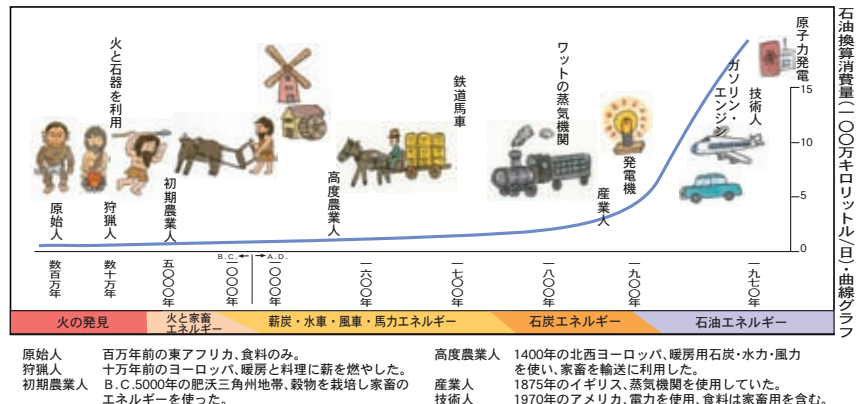 石油換算消費量(一〇〇万キロリットル/日)・曲線グラフ
原子力発電
15
10
5
0
火と石器を利用
原始人
狩猟人
初期農業人
高度農業人
鉄道馬車
ワットの蒸気機関
産業人
発電機
ガソリン・
エンジン
技術人
B.C. A.D.
数百万年
数十万年
五〇〇〇年
一〇〇〇年
一〇〇〇年
一六〇〇年
一七〇〇年
一八〇〇年
一九〇〇年
一九七〇年
火の発見
火と家畜
エネルギー
薪炭・水車・風車・馬力エネルギー
石炭エネルギー
石油エネルギー
原始人 百万年前の東アフリカ、食料のみ。
狩猟人 十万年前のヨーロッパ、暖房と料理に薪を燃やした。
初期農業人 B.C.5000年の肥沃三角州地帯、穀物を栽培し家畜の
エネルギーを使った。
高度農業人 1400年の北西ヨーロッパ、暖房用石炭・水力・風力
を使い、家畜を輸送に利用した。
産業人 1875年のイギリス、蒸気機関を使用していた。
技術人 1970年のアメリカ、電力を使用、食料は家畜用を含む。